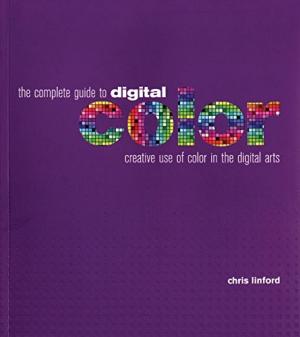 the complete guide to digital
color
creative use of color in the digital arts
chris linford